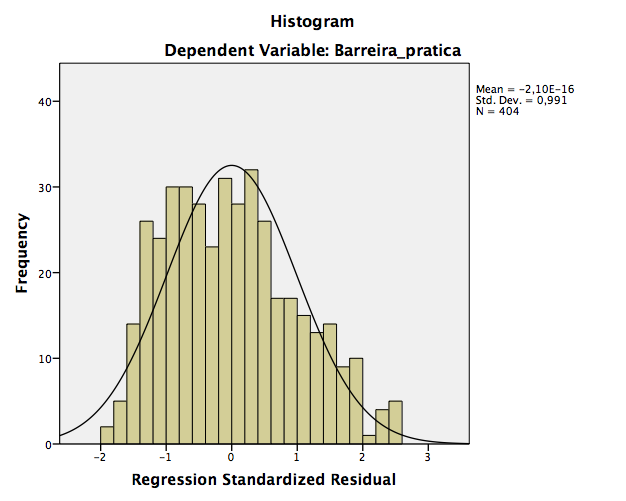 Histogram
Dependent Variable: Barreira_pratica
Mean = -2,10E-16
Std. Dev. = 0,991
N = 404
Frequency
40
30
20
10
0
-2
-1
0
1
2
3
Regression Standardized Residual